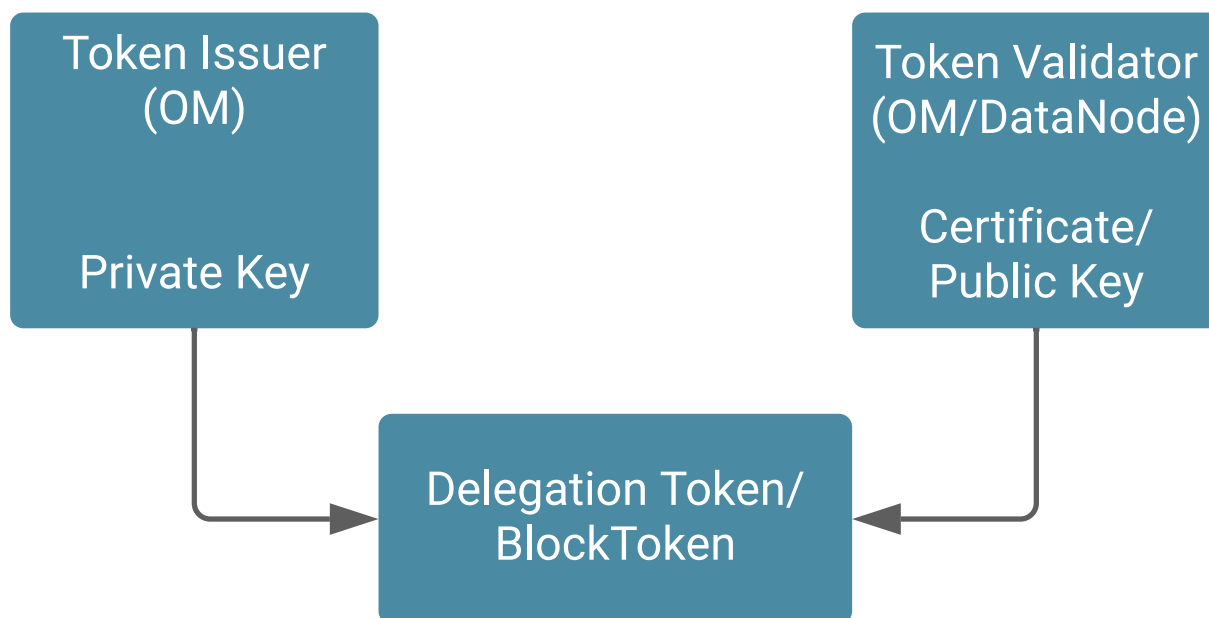 Token Issuer
(OM)
Private Key
Token Validator
(OM/DataNode)
Certificate/
Public Key
Delegation Token/
BlockToken